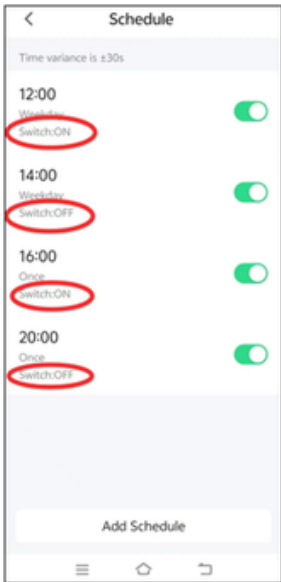 Schedule
Time variance is ±30s
12:00
Weekday
Switch:ON
14:00
Weekday
Switch:OFF
16:00
Once
Switch:ON
20:00
Once
Switch:OFF
Add Schedule